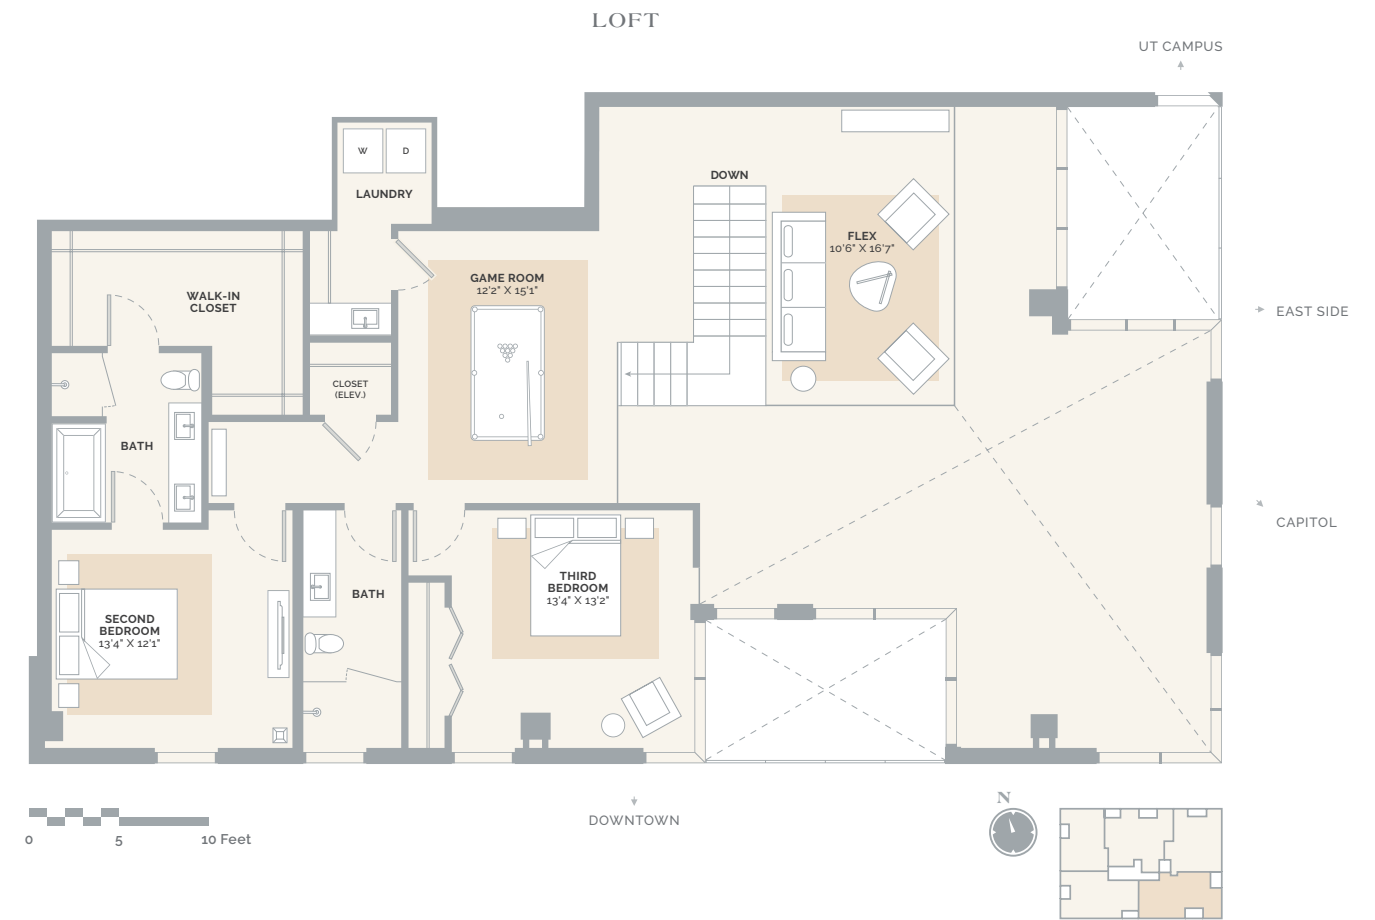 LOFT
UT CAMPUS
W
D
LAUNDRY
DOWN
FLEX
10'6" X 16'7"
GAME ROOM
12'2" X 15'1"
WALK-IN
CLOSET
EAST SIDE
CLOSET
(ELEV.)
BATH
CAPITOL
THIRD
BEDROOM
13'4" X 13'2"
BATH
SECOND
BEDROOM
13'4" X 12'1"
DOWNTOWN
N
0
5
10 Feet